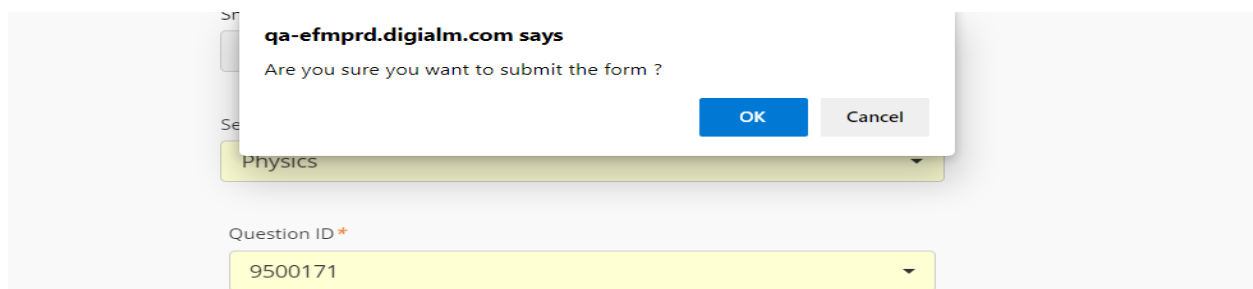 qa-efmprd.digialm.com says
Are you sure you want to submit the form ?
OK Cancel
Physics
Question ID*
9500171